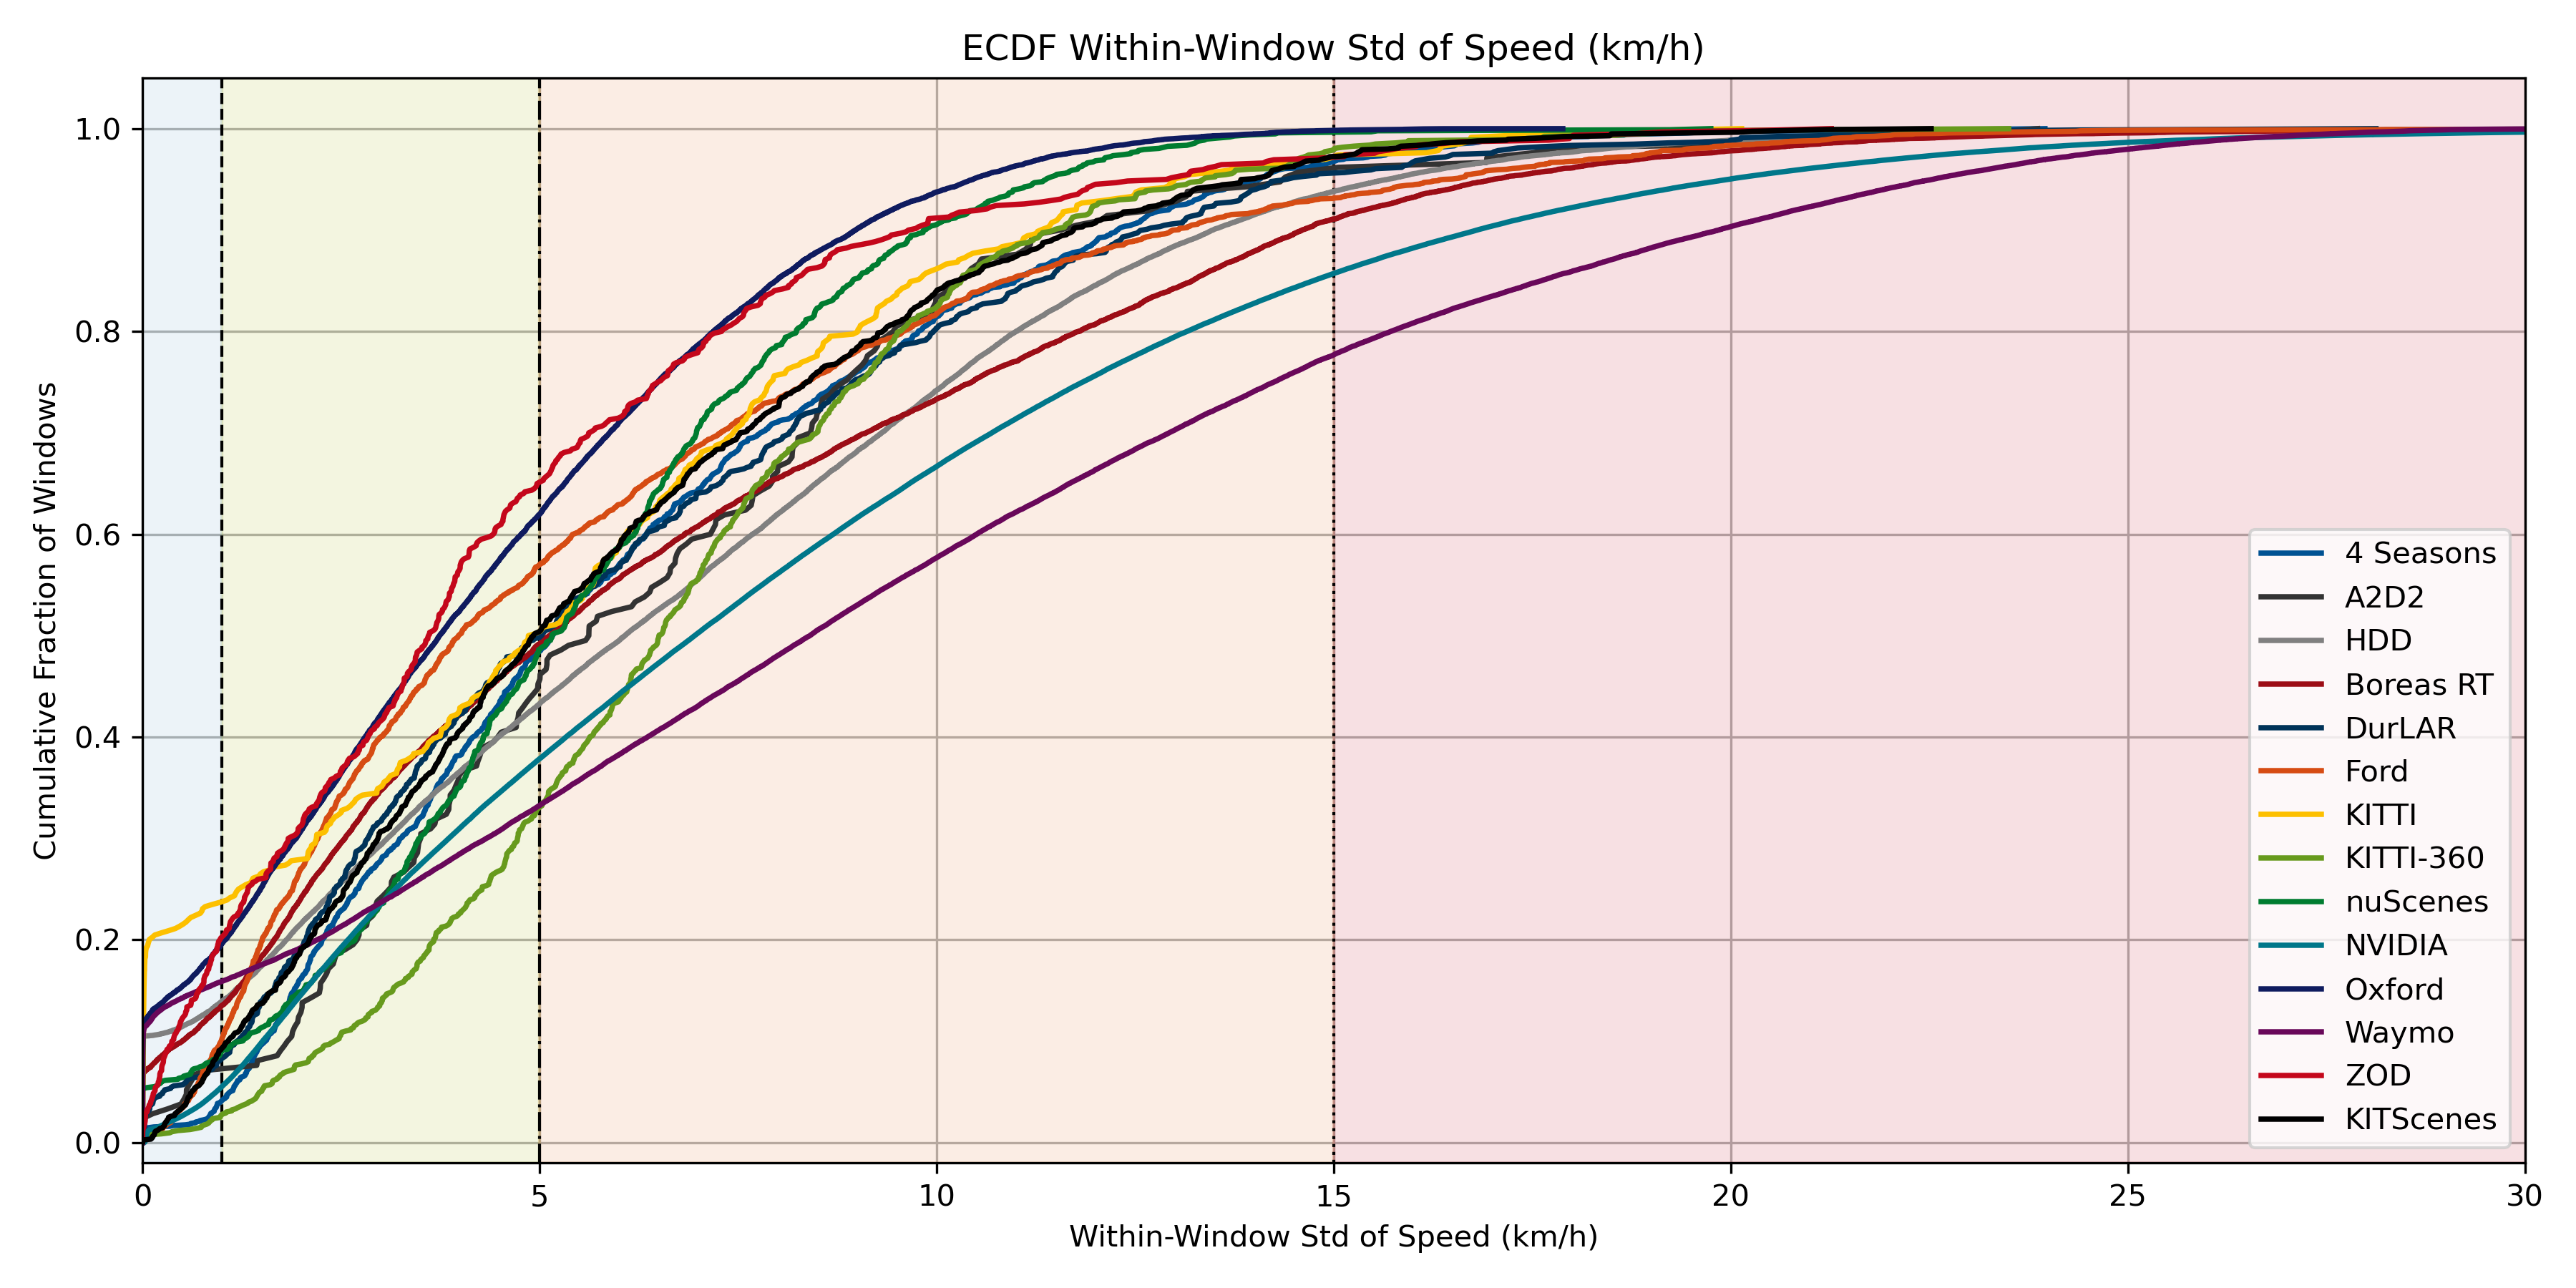 ECDF Within-Window Std of Speed (km/h)
Cumulative Fraction of Windows
1.0
0.8
0.6
0.4
0.2
0.0
0 5 10 15 20 25 30
Within-Window Std of Speed (km/h)
4 Seasons
A2D2
HDD
Boreas RT
DurLAR
Ford
KITTI
KITTI-360
nuScenes
NVIDIA
Oxford
Waymo
ZOD
KITScenes